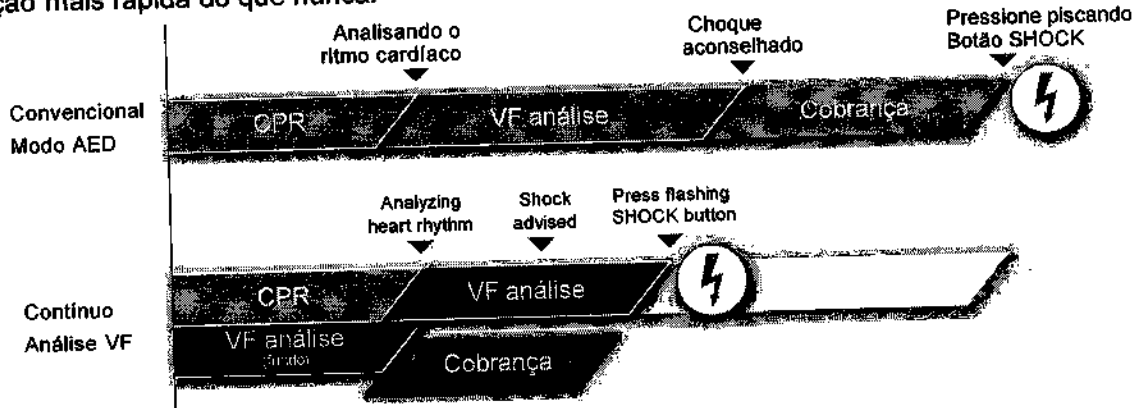 ção mais rápida do que nunca.
Analisando o
ritmo cardíaco
Choque
aconselhado
Pressione piscando
Botão SHOCK
Convencional
Modo AED
CPR
VF análise
Cobrança
Analyzing
heart rhythm
Shock
advised
Press flashing
SHOCK button
Contínuo
Análise VF
CPR
VF análise
VF análise
(fundo)
Cobrança